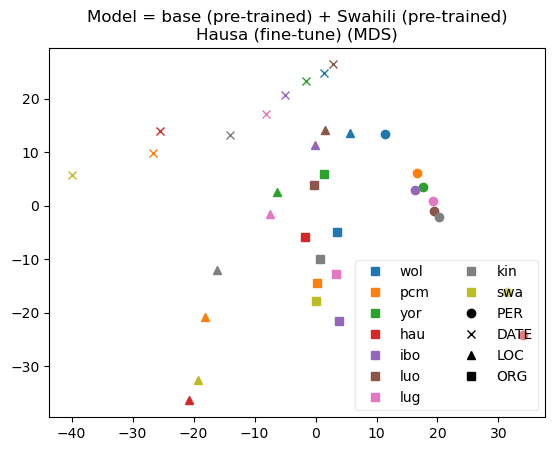 Model = base (pre-trained) + Swahili (pre-trained)
Hausa (fine-tune) (MDS)
20
10
0
−10
−20
−30
wol kin
pcm swa
yor PER
hau DATE
ibo LOC
luo ORG
lug
−40 −30 −20 −10 0 10 20 30